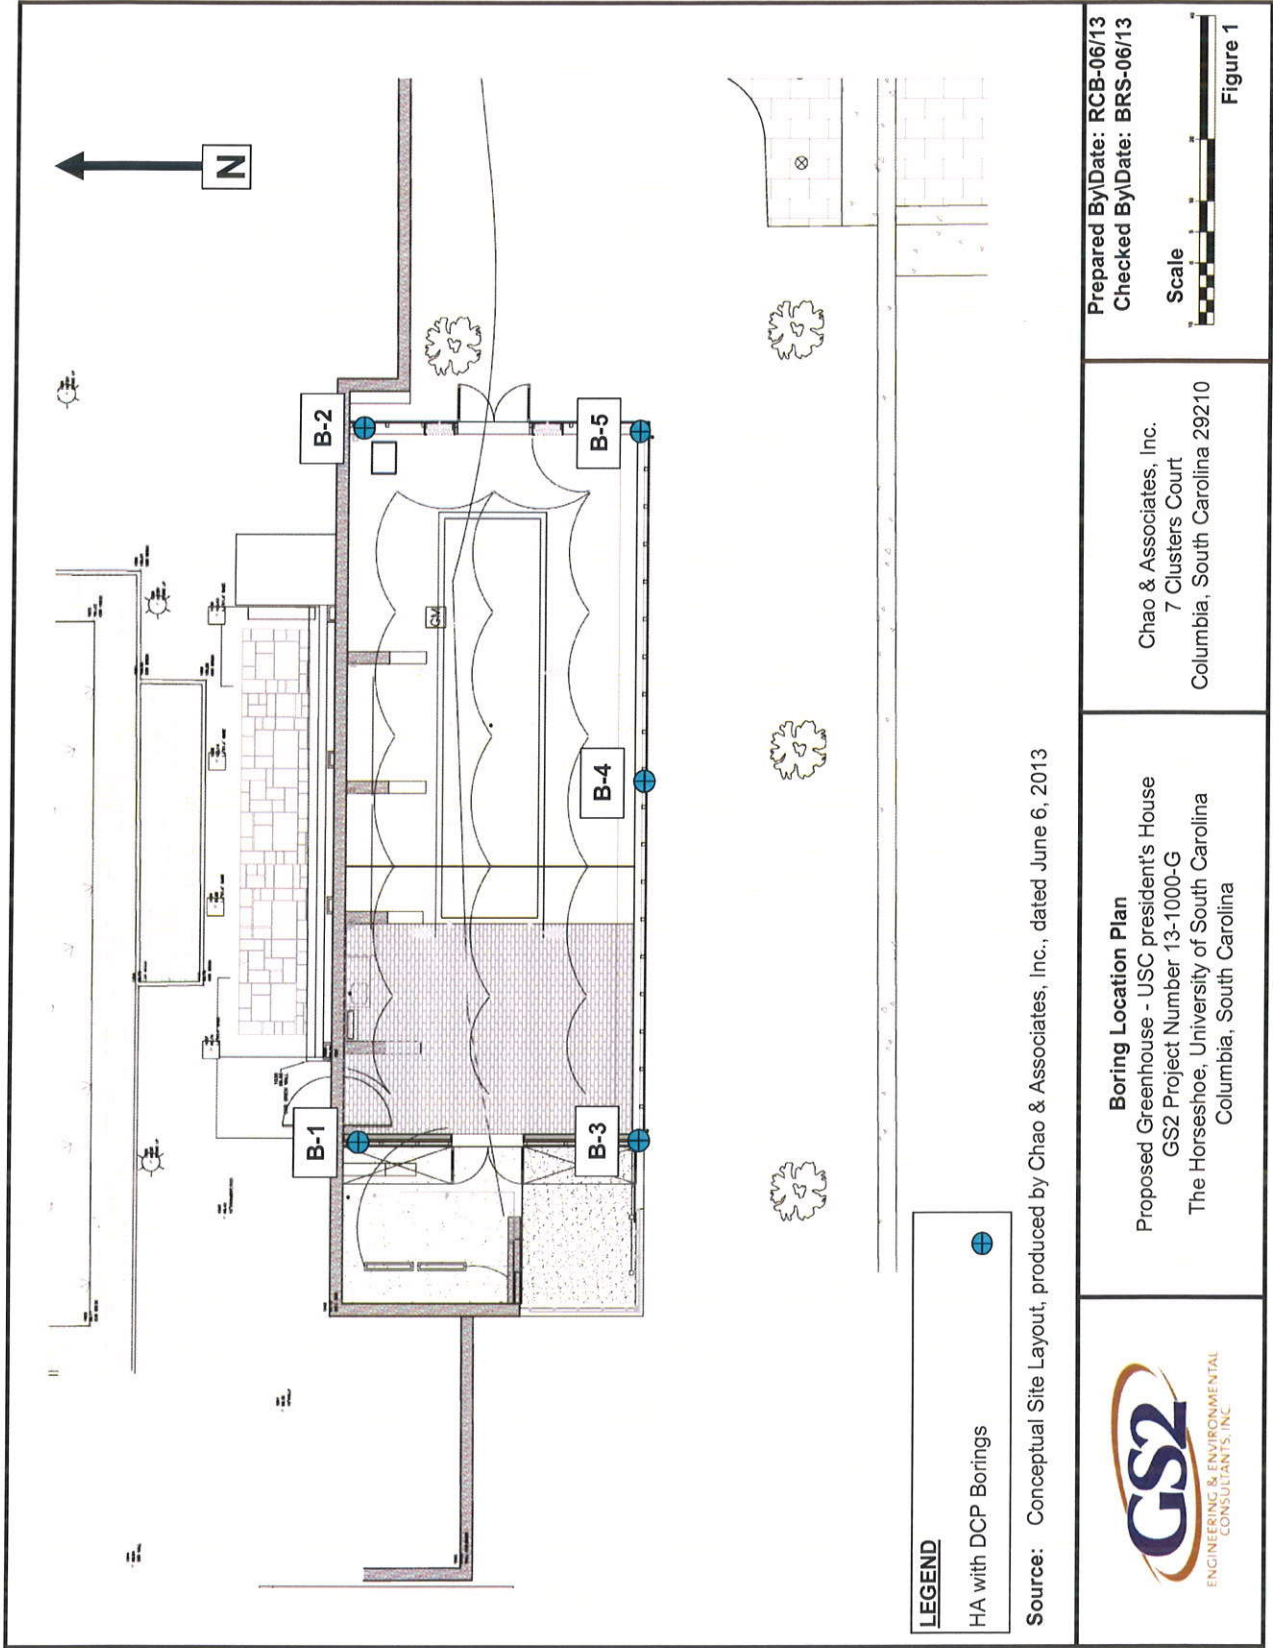 N
B-1
B-2
B-3
B-4
B-5
GM
LEGEND
HA with DCP Borings
Source: Conceptual Site Layout, produced by Chao & Associates, Inc., dated June 6, 2013
GS2
ENGINEERING & ENVIRONMENTAL
CONSULTANTS, INC.
Boring Location Plan
Proposed Greenhouse - USC president's House
GS2 Project Number 13-1000-G
The Horseshoe, University of South Carolina
Columbia, South Carolina
Chao & Associates, Inc.
7 Clusters Court
Columbia, South Carolina 29210
Prepared By\Date: RCB-06/13
Checked By\Date: BRS-06/13
Scale
Figure 1